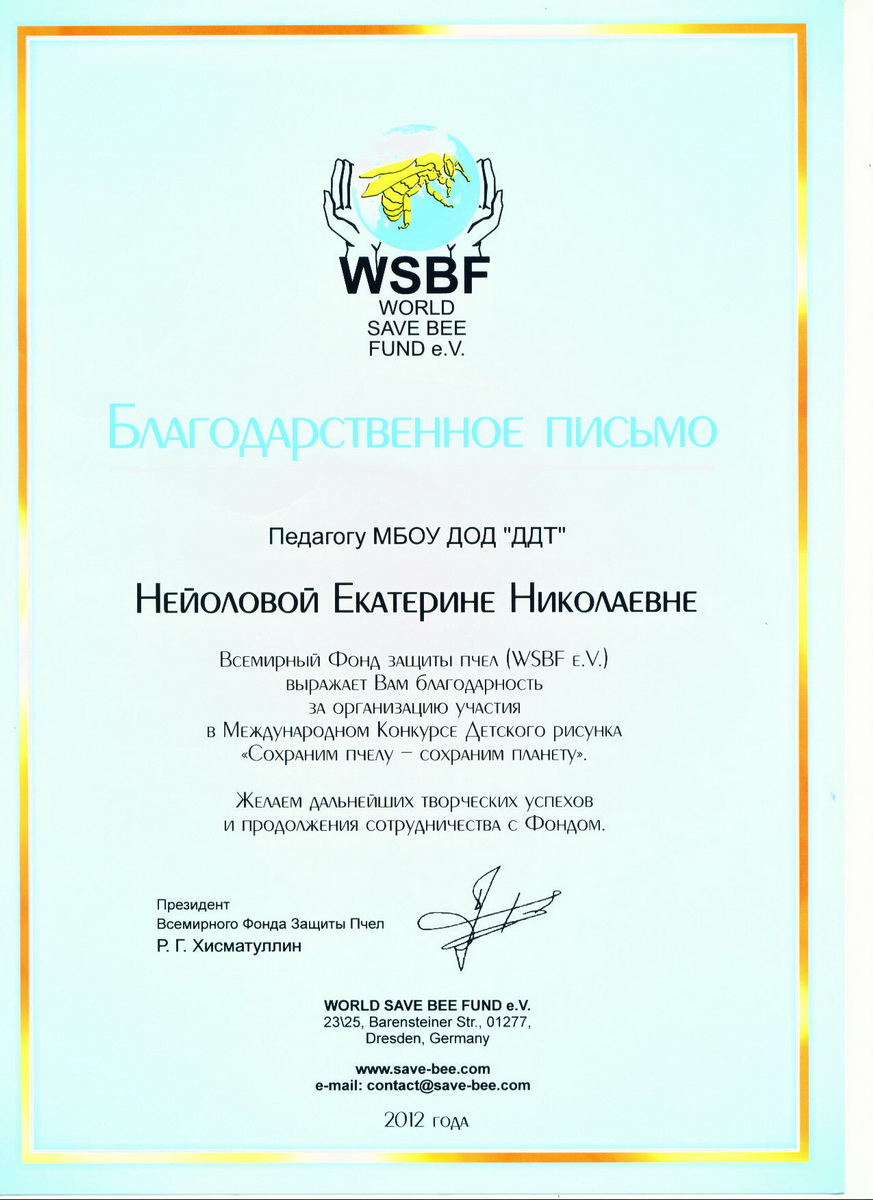 WSBF
WORLD
SAVE BEE
FUND e.V.
Благодарственное письмо
Педагогу МБОУ ДОД "ДДТ"
Нейоловой Екатерине Николаевне
Всемирный Фонд защиты пчел (WSBF e.V.)
выражает Вам благодарность
за организацию участия
в Международном Конкурсе Детского рисунка
«Сохраним пчелу – сохраним планету».
Желаем дальнейших творческих успехов
и продолжения сотрудничества с Фондом.
Президент
Всемирного Фонда Защиты Пчел
Р. Г. Хисматуллин
WORLD SAVE BEE FUND e.V.
23\25, Barensteiner Str., 01277,
Dresden, Germany
www.save-bee.com
e-mail: contact@save-bee.com
2012 года